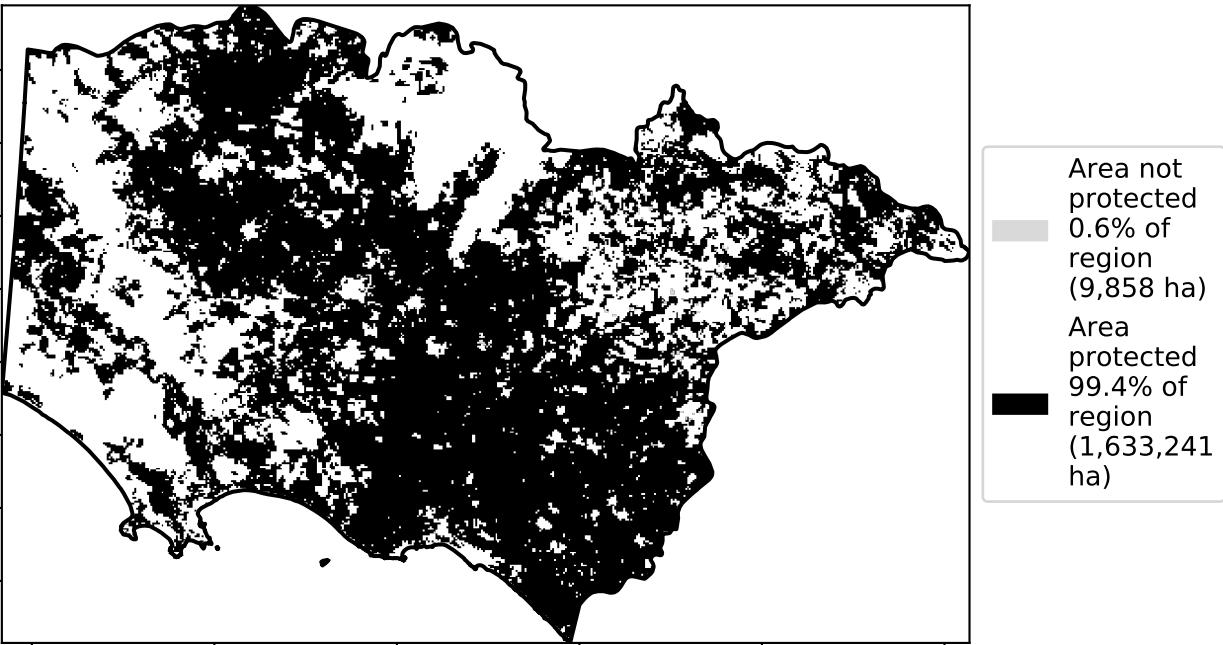 Area not
protected
0.6% of
region
(9,858 ha)
Area
protected
99.4% of
region
(1,633,241
ha)